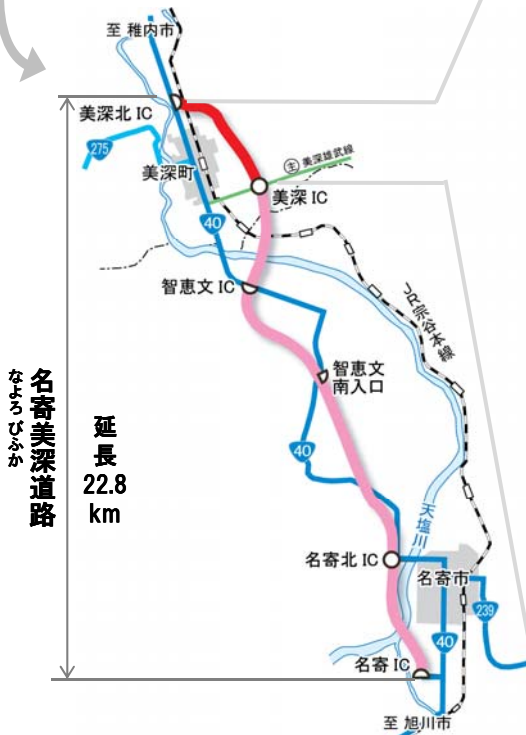 至 稚内市
美深北 IC
275
美深町
主 美深雄武線
美深 IC
40
智恵文 IC
JR宗谷本線
智恵文
南入口
名寄美深道路
なよろ びふか
延長
22.8
km
40
天塩川
名寄北 IC
名寄市
239
40
名寄 IC
至 旭川市